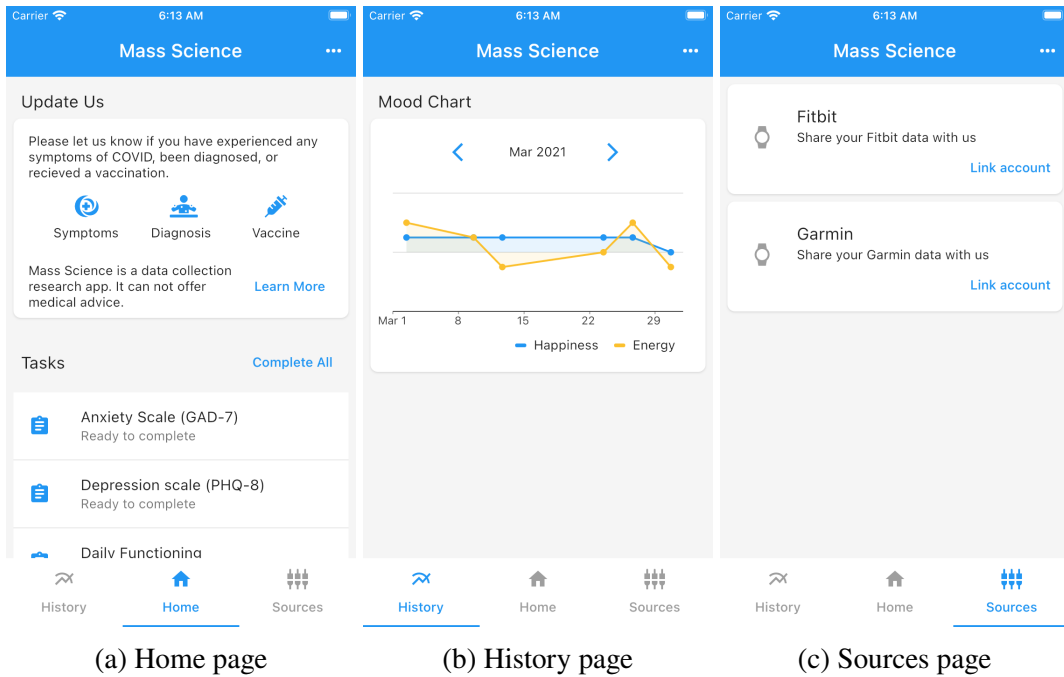 Carrier 6:13 AM
Mass Science
Update Us
Please let us know if you have experienced any
symptoms of COVID, been diagnosed, or
recieved a vaccination.
Symptoms Diagnosis Vaccine
Mass Science is a data collection
research app. It can not offer
medical advice.
Learn More
Tasks Complete All
Anxiety Scale (GAD-7)
Ready to complete
Depression scale (PHQ-8)
Ready to complete
Daily Functioning
History Home Sources
(a) Home page
Carrier 6:13 AM
Mass Science
Mood Chart
Mar 2021
Mar 1 8 15 22 29
Happiness Energy
History Home Sources
(b) History page
Carrier 6:13 AM
Mass Science
Fitbit
Share your Fitbit data with us
Link account
Garmin
Share your Garmin data with us
Link account
History Home Sources
(c) Sources page